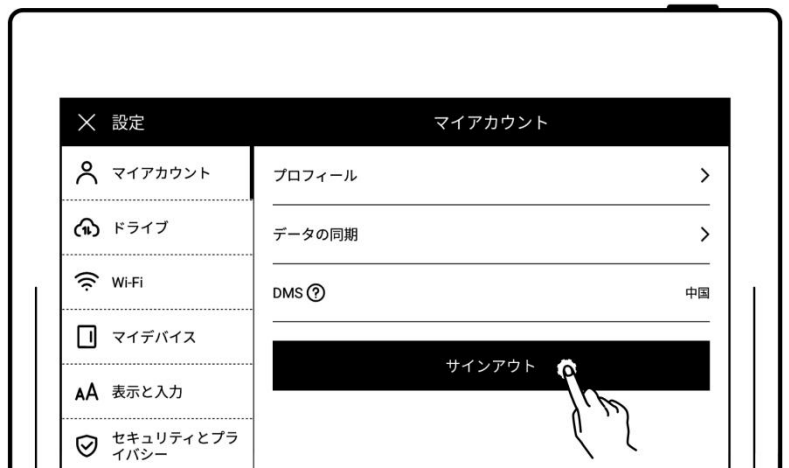 設定
マイアカウント
マイアカウント
ドライブ
Wi-Fi
マイデバイス
AA 表示と入力
セキュリティとプラ
イバシー
プロフィール
データの同期
DMS ? 中国
サインアウト